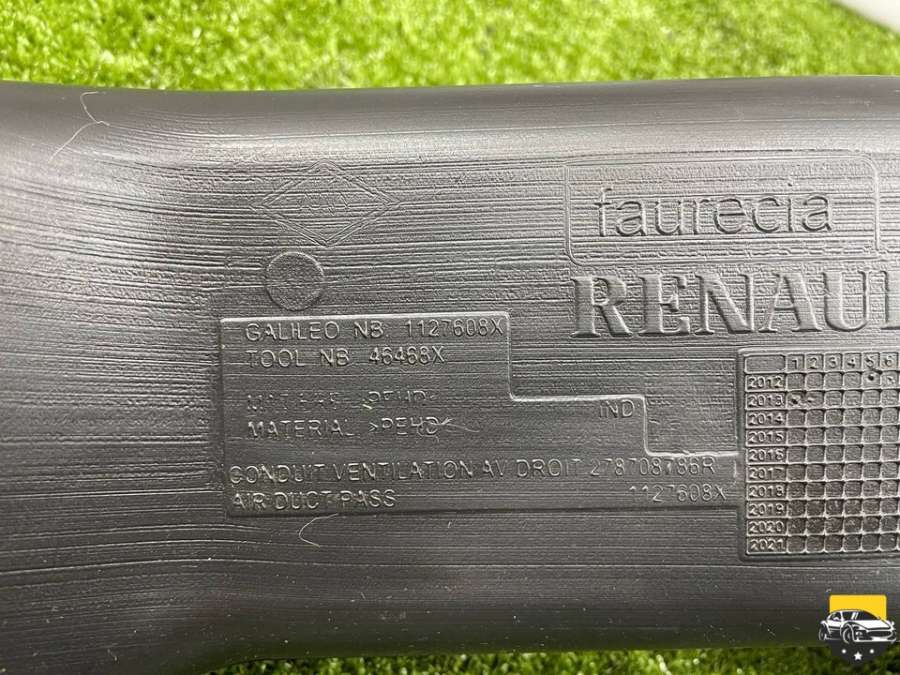 faurecia
RENAUL
GALILEO NB 1127608X
TOOL NB 46468X
MATERIAL >PEHD<
IND
CONDUIT VENTILATION AV DROIT 278708786R
AIR DUCT PASS 1127608X
1 2 3 4 5 6
2012
2013
2014
2015
2016
2017
2018
2019
2020
2021